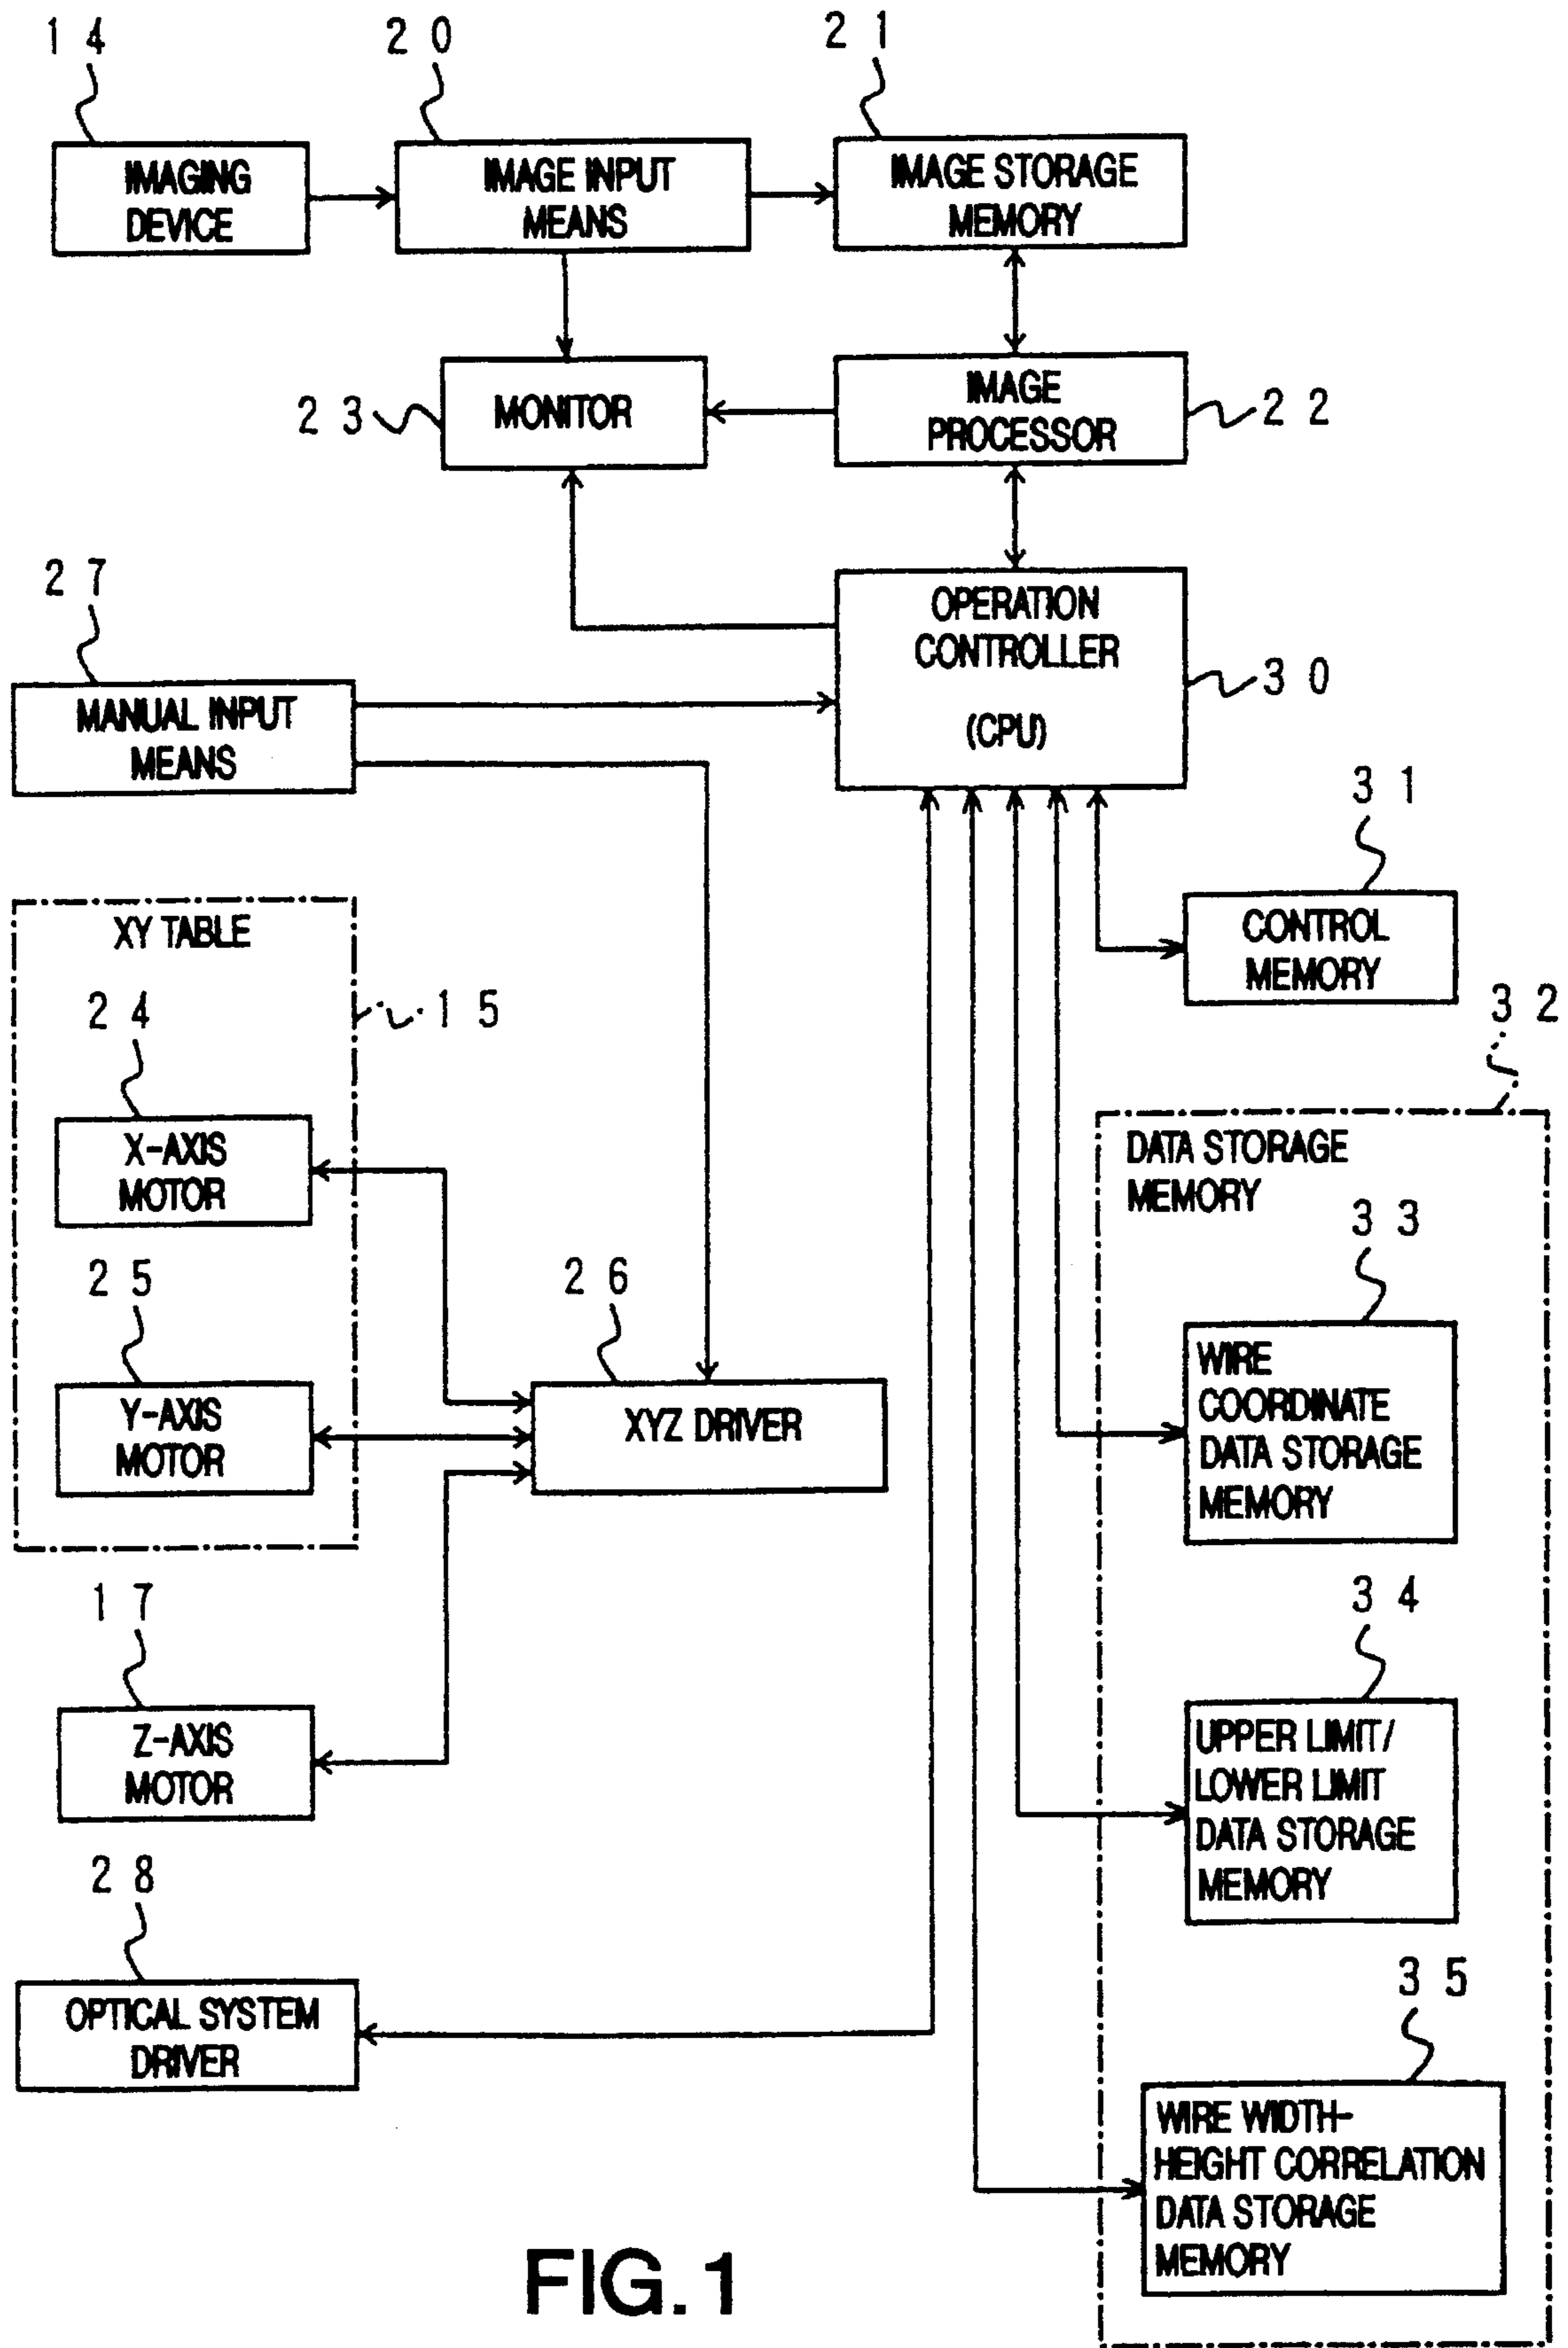 14
20
21
IMAGING
DEVICE
IMAGE INPUT
MEANS
IMAGE STORAGE
MEMORY
23
MONITOR
IMAGE
PROCESSOR
22
27
MANUAL INPUT
MEANS
OPERATION
CONTROLLER
(CPU)
30
31
CONTROL
MEMORY
XY TABLE
15
24
X-AXIS
MOTOR
25
Y-AXIS
MOTOR
26
XYZ DRIVER
17
Z-AXIS
MOTOR
28
OPTICAL SYSTEM
DRIVER
32
DATA STORAGE
MEMORY
33
WIRE
COORDINATE
DATA STORAGE
MEMORY
34
UPPER LIMIT/
LOWER LIMIT
DATA STORAGE
MEMORY
35
WIRE WIDTH-
HEIGHT CORRELATION
DATA STORAGE
MEMORY
FIG.1